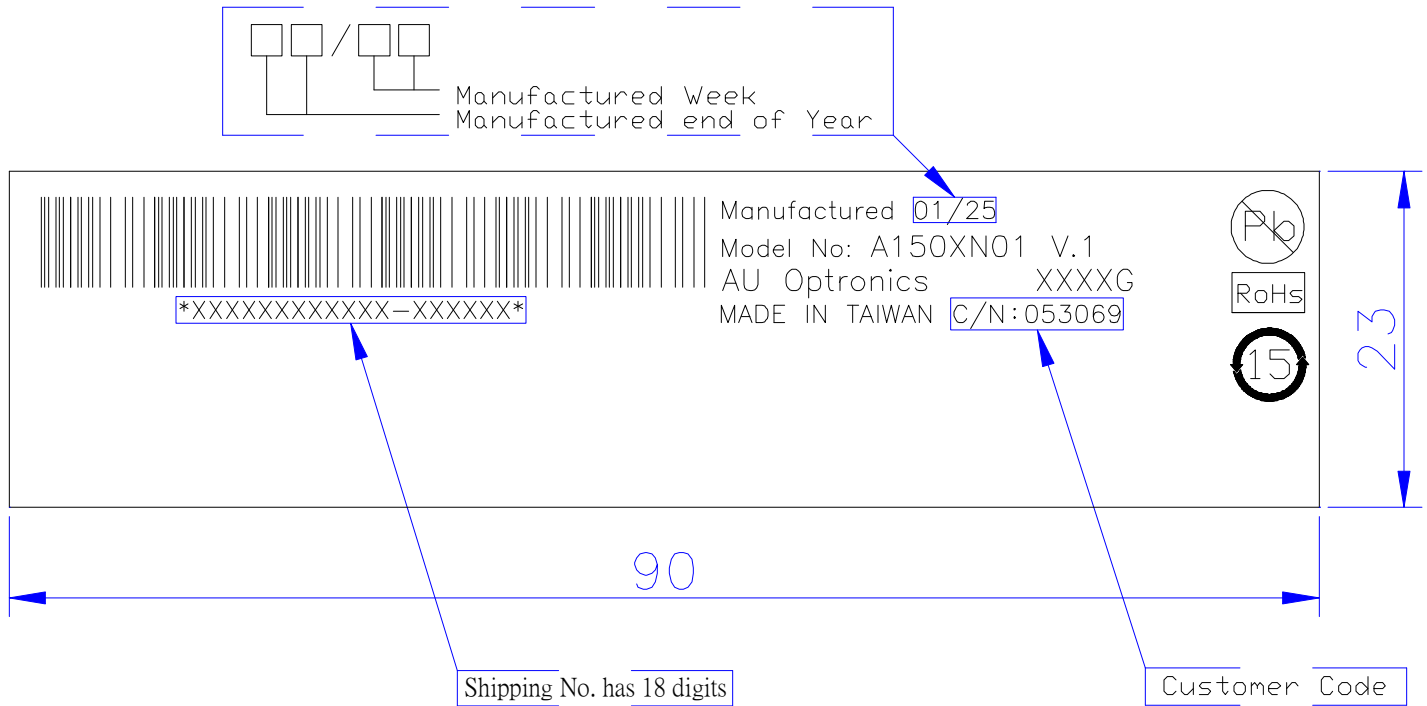 □□/□□
Manufactured Week
Manufactured end of Year
Manufactured 01/25
Model No: A150XN01 V.1
AU Optronics XXXXG
MADE IN TAIWAN C/N:053069
*XXXXXXXXXXXX-XXXXXX*
Pb
RoHs
15
23
90
Shipping No. has 18 digits
Customer Code